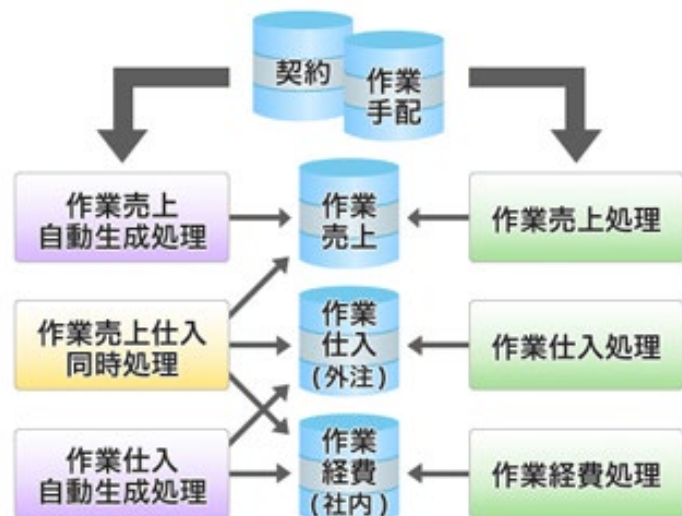 契約
作業
手配
作業売上
自動生成処理
作業
売上
作業売上処理
作業売上仕入
同時処理
作業
仕入
(外注)
作業仕入処理
作業仕入
自動生成処理
作業
経費
(社内)
作業経費処理